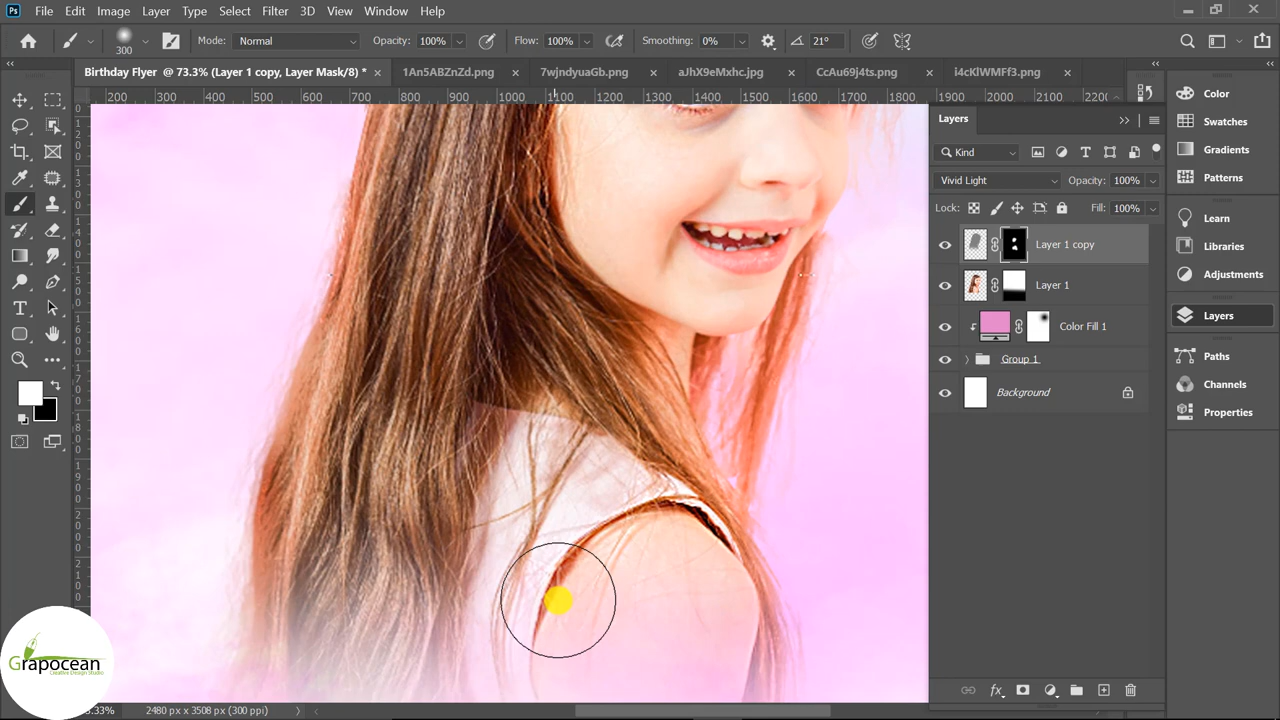 Ps File Edit Image Layer Type Select Filter 3D View Window Help
300 Mode: Normal Opacity: 100% Flow: 100% Smoothing: 0% 21°
Birthday Flyer @ 73.3% (Layer 1 copy, Layer Mask/8) * × 1An5ABZnZd.png × 7wjndyuaGb.png × aJhX9eMxhc.jpg × CcAu69j4ts.png × i4cKlWMFf3.png ×
200 300 400 500 600 700 800 900 1000 1100 1200 1300 1400 1500 1600 1700 1800 1900 2000 2100 2200
Layers
Kind
Vivid Light Opacity: 100%
Lock: Fill: 100%
Layer 1 copy
Layer 1
Color Fill 1
Group 1
Background
Color
Swatches
Gradients
Patterns
Learn
Libraries
Adjustments
Layers
Paths
Channels
Properties
Grapocean
Creative Design Studio
2480 px x 3508 px (300 ppi)